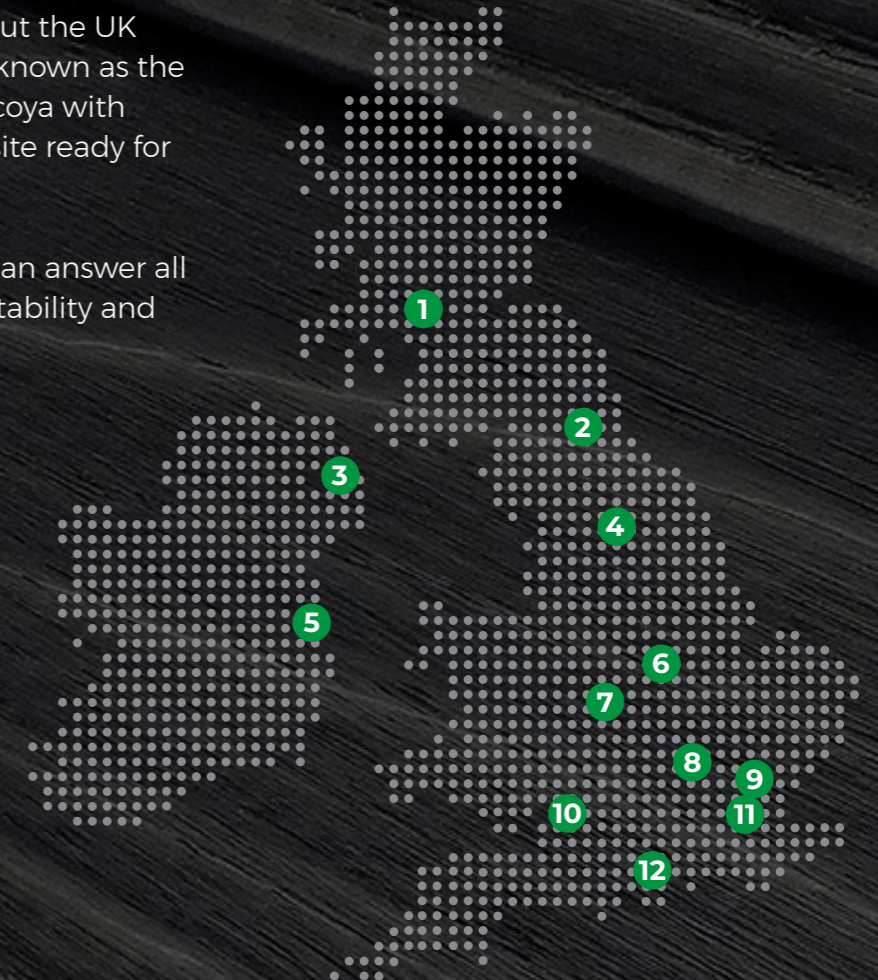 ut the UK
known as the
coya with
ite ready for
an answer all
tability and
1
2
3
4
5
6
7
8
9
10
11
12